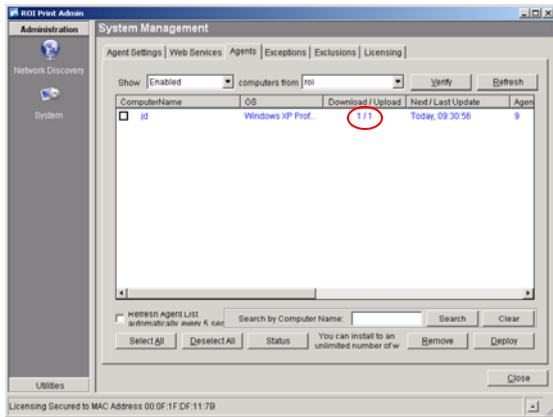 ROI Print Admin
Administration
System Management
Network Discovery
System
Agent Settings Web Services Agents Exceptions Exclusions Licensing
Show Enabled computers from roi Verify Refresh
ComputerName OS Download / Upload Next / Last Update Agen
jd Windows XP Prof... 1 / 1 Today, 09:30:56 9
Refresh Agent List
automatically every 5 sec
Search by Computer Name: Search Clear
Select All Deselect All Status
You can install to an
unlimited number of w
Remove Deploy
Utilities
Close
Licensing Secured to MAC Address 00:0F:1F:DF:11:7B